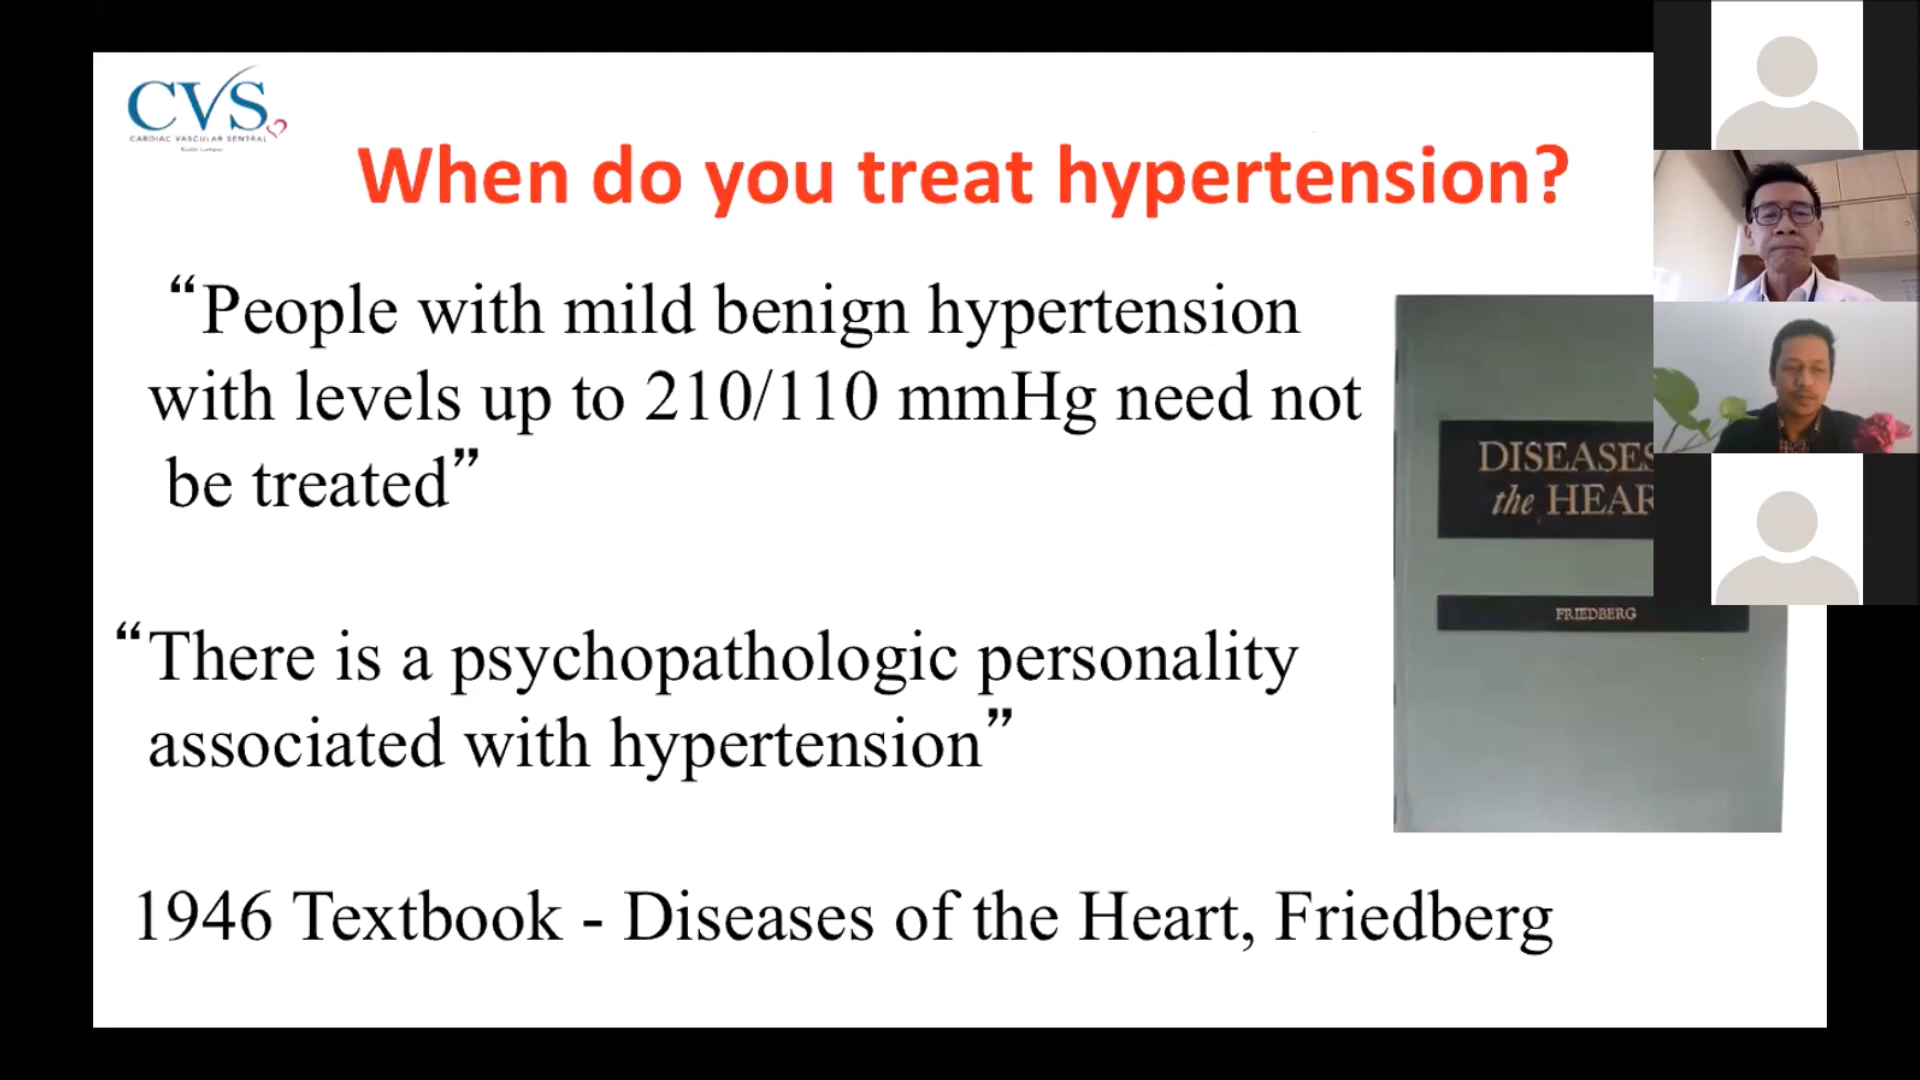 CVS
CARDIAC VASCULAR SENTRAL
Kuala Lumpur
When do you treat hypertension?
“People with mild benign hypertension
with levels up to 210/110 mmHg need not
be treated”
“There is a psychopathologic personality
associated with hypertension”
DISEASES
the HEAR
FRIEDBERG
1946 Textbook - Diseases of the Heart, Friedberg